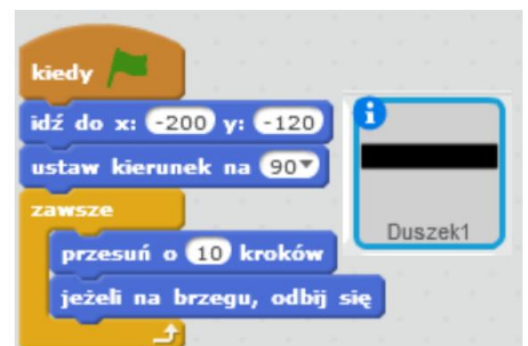 kiedy
idź do x: -200 y: -120
ustaw kierunek na 90
zawsze
przesuń o 10 kroków
jeżeli na brzegu, odbij się
i
Duszek1